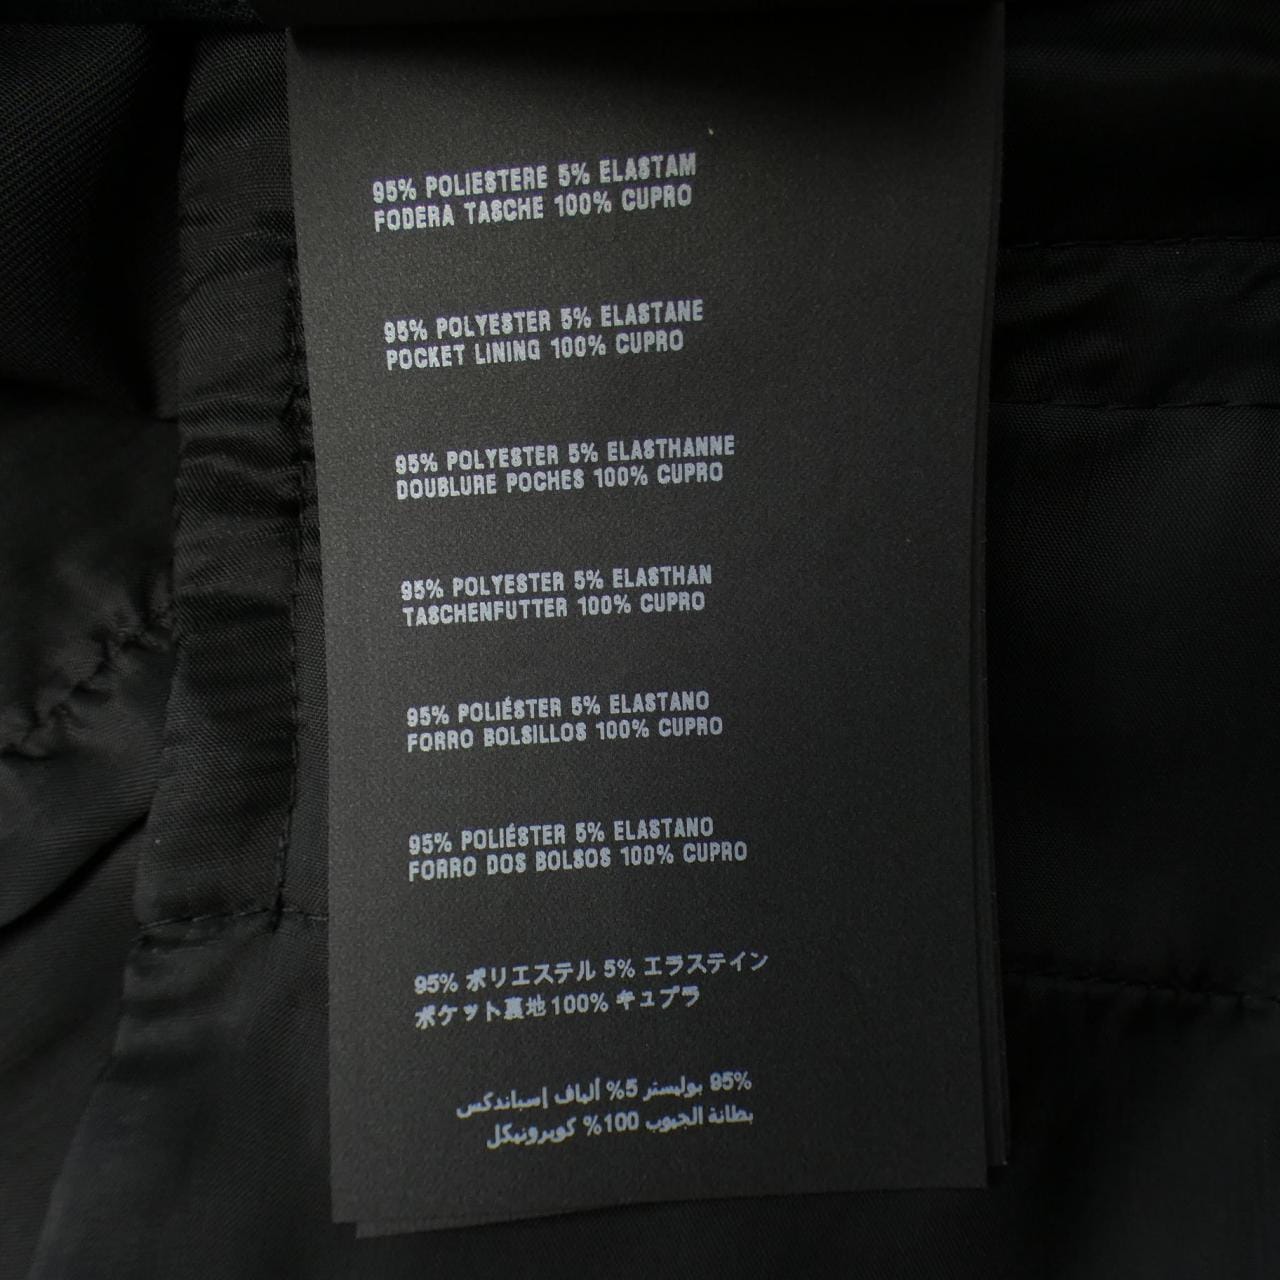 95% POLIESTERE 5% ELASTAM
FODERA TASCHE 100% CUPRO
95% POLYESTER 5% ELASTANE
POCKET LINING 100% CUPRO
95% POLYESTER 5% ELASTHANNE
DOUBLURE POCHES 100% CUPRO
95% POLYESTER 5% ELASTHAN
TASCHENFUTTER 100% CUPRO
95% POLIÉSTER 5% ELASTANO
FORRO BOLSILLOS 100% CUPRO
95% POLIÉSTER 5% ELASTANO
FORRO DOS BOLSOS 100% CUPRO
95% ポリエステル 5% エラステイン
ポケット裏地 100% キュプラ
95% بوليستر 5% ألياف إسباندكس
بطانة الجيوب 100% كوبرونيكل